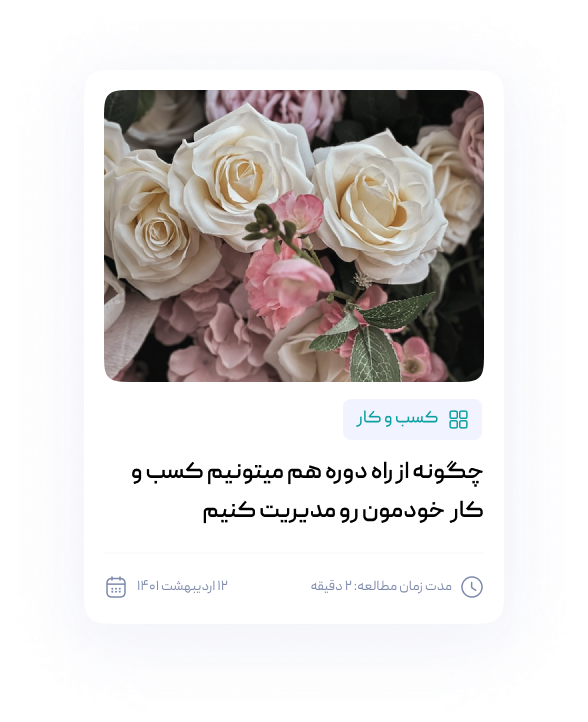 کسب و کار
چگونه از راه دوره هم میتونیم کسب و
کار خودمون رو مدیریت کنیم
مدت زمان مطالعه: ۲ دقیقه
۱۲ اردیبهشت ۱۴۰۱